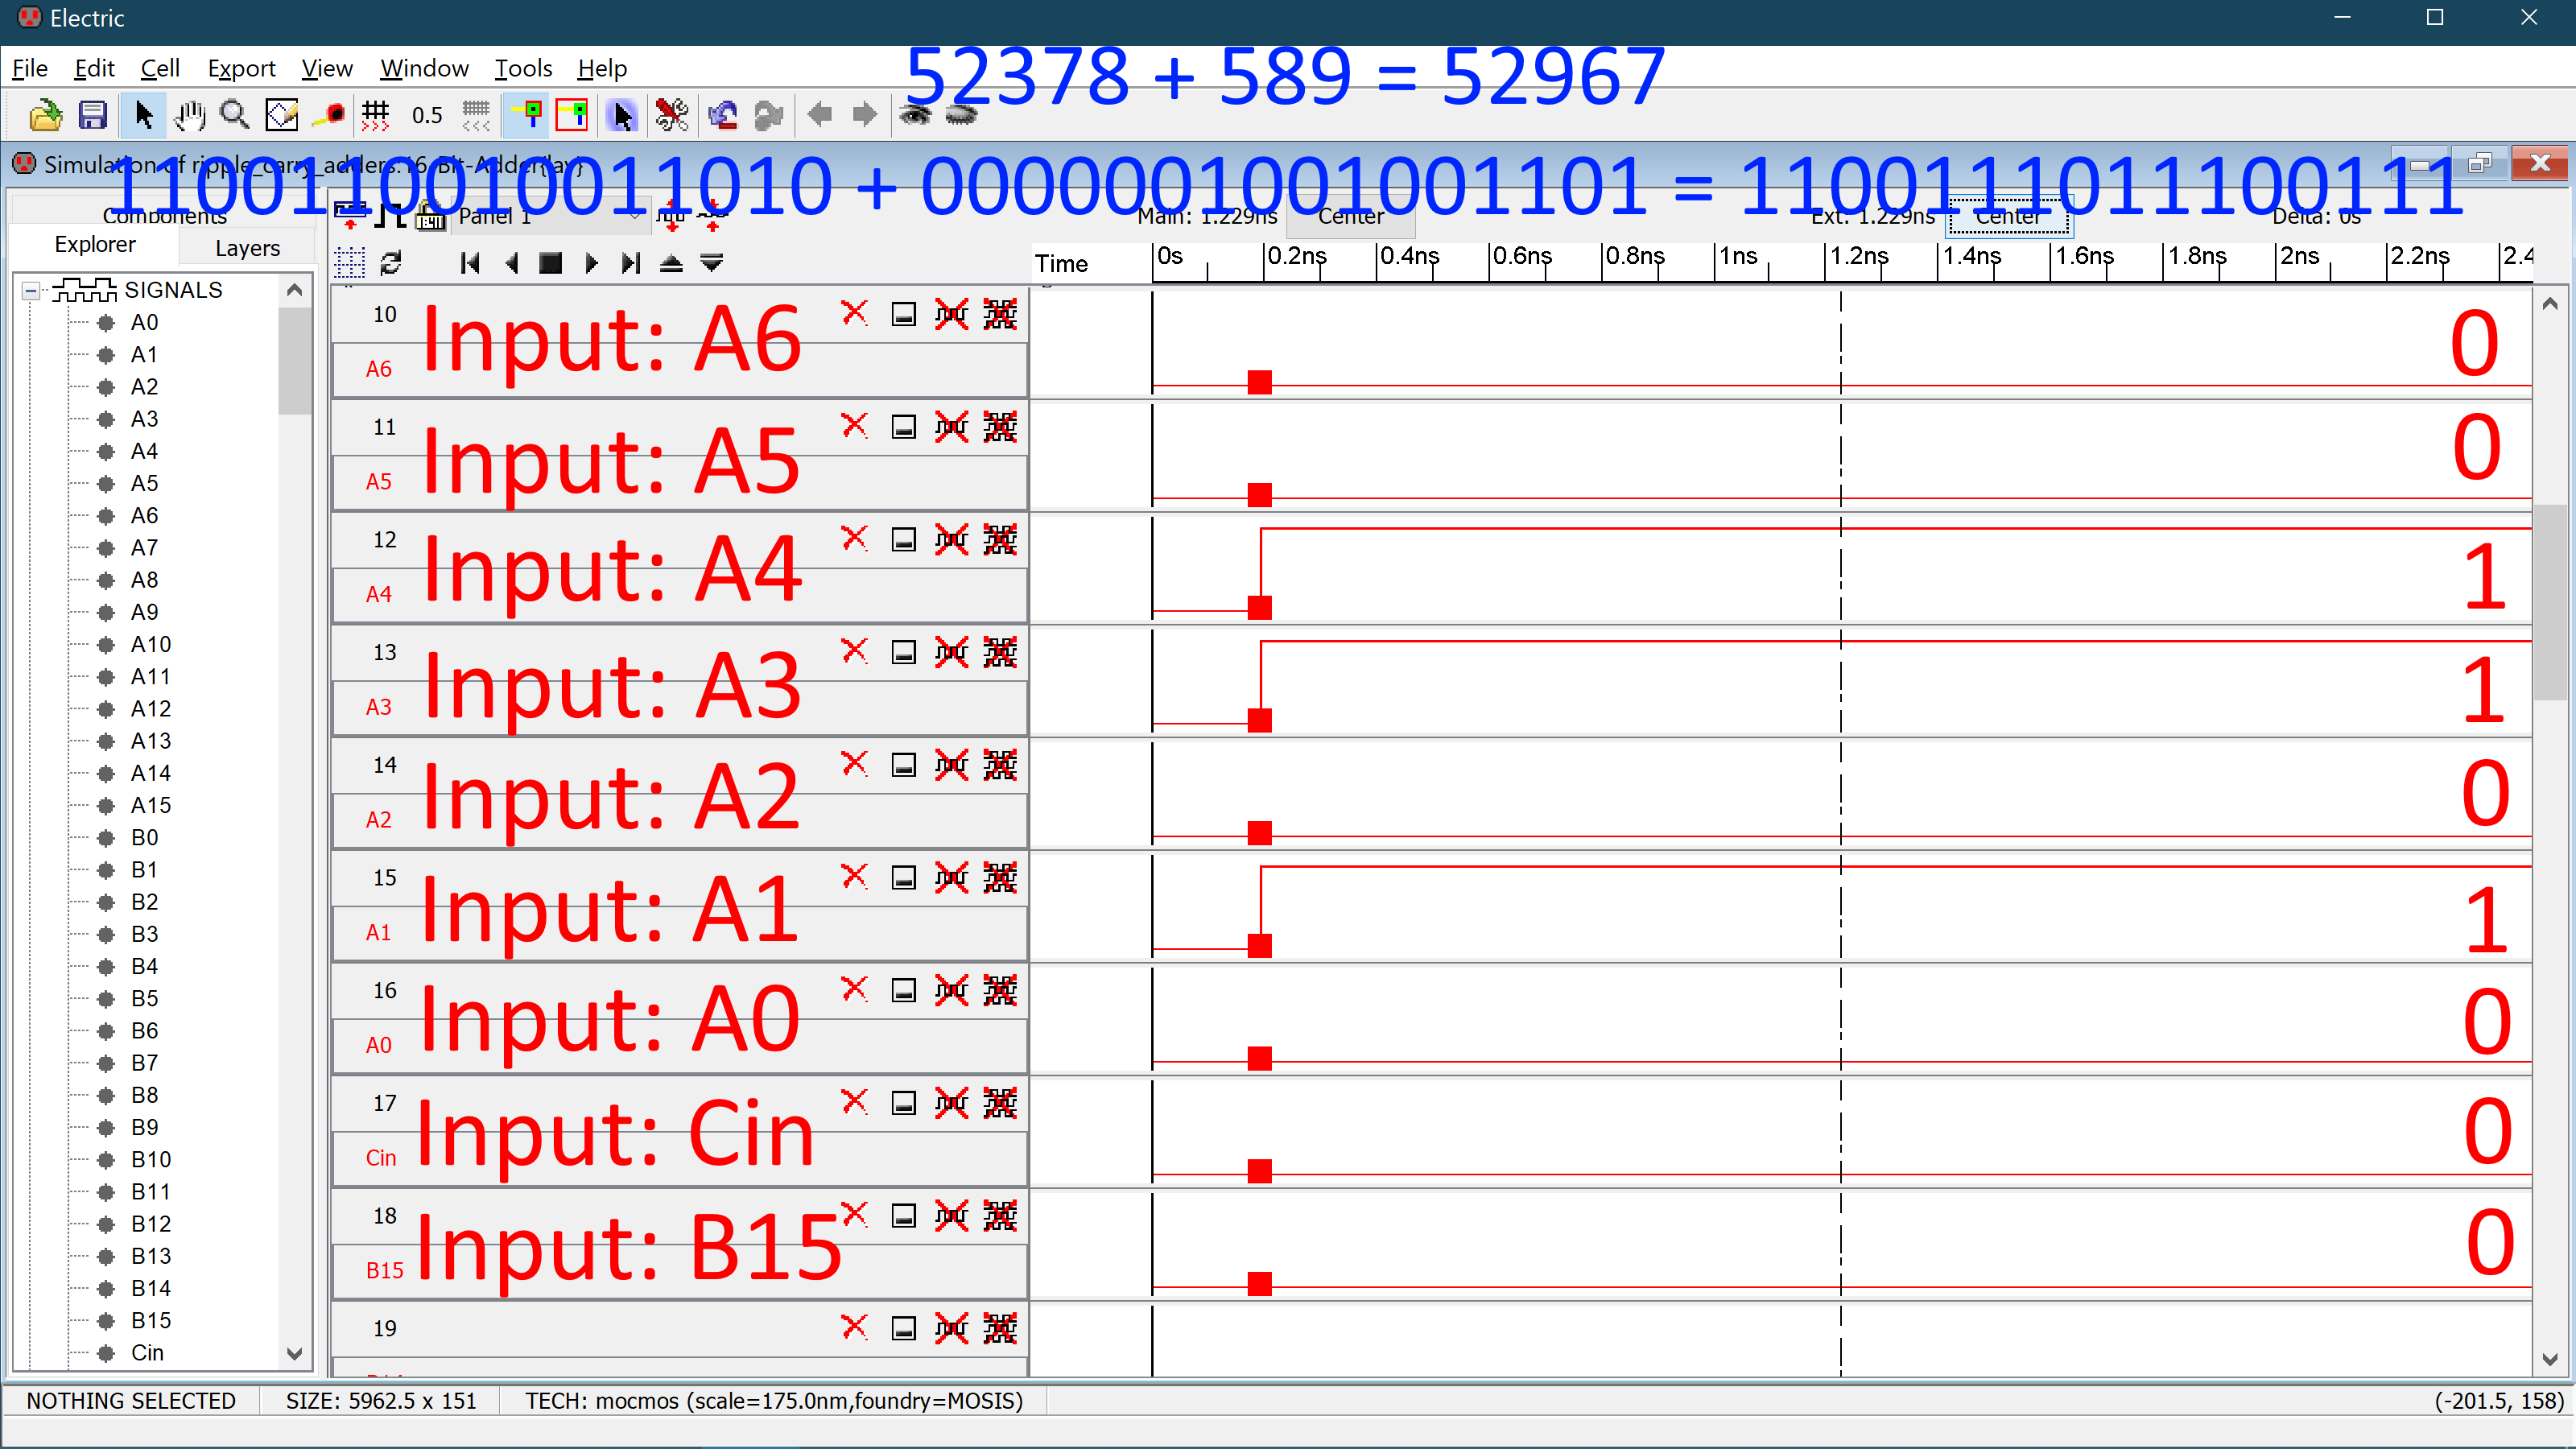 Electric
File Edit Cell Export View Window Tools Help
52378 + 589 = 52967
0.5
Simulation of ripple_carry_adders:16-Bit-Adder{lay}
1100110010011010 + 0000001001001101 = 1100111011100111
Components
Explorer Layers
Panel 1
Main: 1.229ns Center Ext: 1.229ns Center Delta: 0s
Time 0s 0.2ns 0.4ns 0.6ns 0.8ns 1ns 1.2ns 1.4ns 1.6ns 1.8ns 2ns 2.2ns 2.4
SIGNALS
A0
A1
A2
A3
A4
A5
A6
A7
A8
A9
A10
A11
A12
A13
A14
A15
B0
B1
B2
B3
B4
B5
B6
B7
B8
B9
B10
B11
B12
B13
B14
B15
Cin
10 Input: A6 0
A6
11 Input: A5 0
A5
12 Input: A4 1
A4
13 Input: A3 1
A3
14 Input: A2 0
A2
15 Input: A1 1
A1
16 Input: A0 0
A0
17 Input: Cin 0
Cin
18 Input: B15 0
B15
19
NOTHING SELECTED SIZE: 5962.5 x 151 TECH: mocmos (scale=175.0nm,foundry=MOSIS) (-201.5, 158)